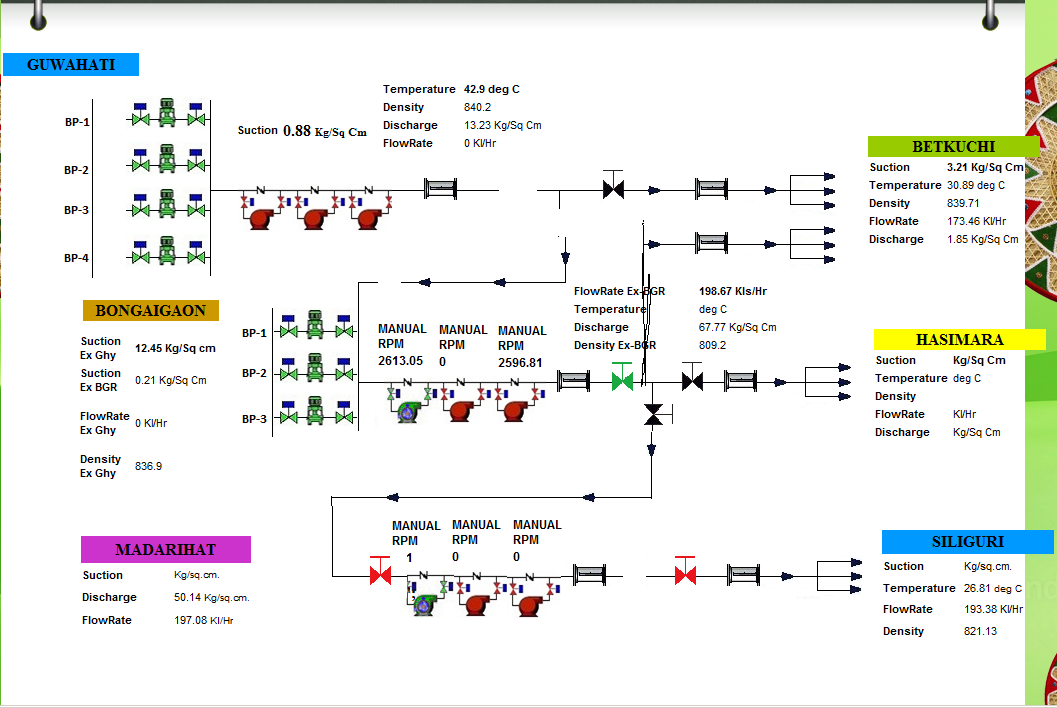 GUWAHATI
BP-1
BP-2
BP-3
BP-4
Suction 0.88 Kg/Sq Cm
Temperature 42.9 deg C
Density 840.2
Discharge 13.23 Kg/Sq Cm
FlowRate 0 Kl/Hr
BETKUCHI
Suction 3.21 Kg/Sq Cm
Temperature 30.89 deg C
Density 839.71
FlowRate 173.46 Kl/Hr
Discharge 1.85 Kg/Sq Cm
BONGAIGAON
Suction
Ex Ghy 12.45 Kg/Sq cm
Suction
Ex BGR 0.21 Kg/Sq Cm
FlowRate
Ex Ghy 0 Kl/Hr
Density
Ex Ghy 836.9
BP-1
BP-2
BP-3
MANUAL MANUAL MANUAL
RPM RPM RPM
2613.05 0 2596.81
FlowRate Ex-BGR 198.67 Kls/Hr
Temperature deg C
Discharge 67.77 Kg/Sq Cm
Density Ex-BGR 809.2
HASIMARA
Suction Kg/Sq Cm
Temperature deg C
Density
FlowRate Kl/Hr
Discharge Kg/Sq Cm
MADARIHAT
Suction Kg/sq.cm.
Discharge 50.14 Kg/sq.cm.
FlowRate 197.08 Kl/Hr
MANUAL MANUAL MANUAL
RPM RPM RPM
1 0 0
SILIGURI
Suction Kg/sq.cm.
Temperature 26.81 deg C
FlowRate 193.38 Kl/Hr
Density 821.13